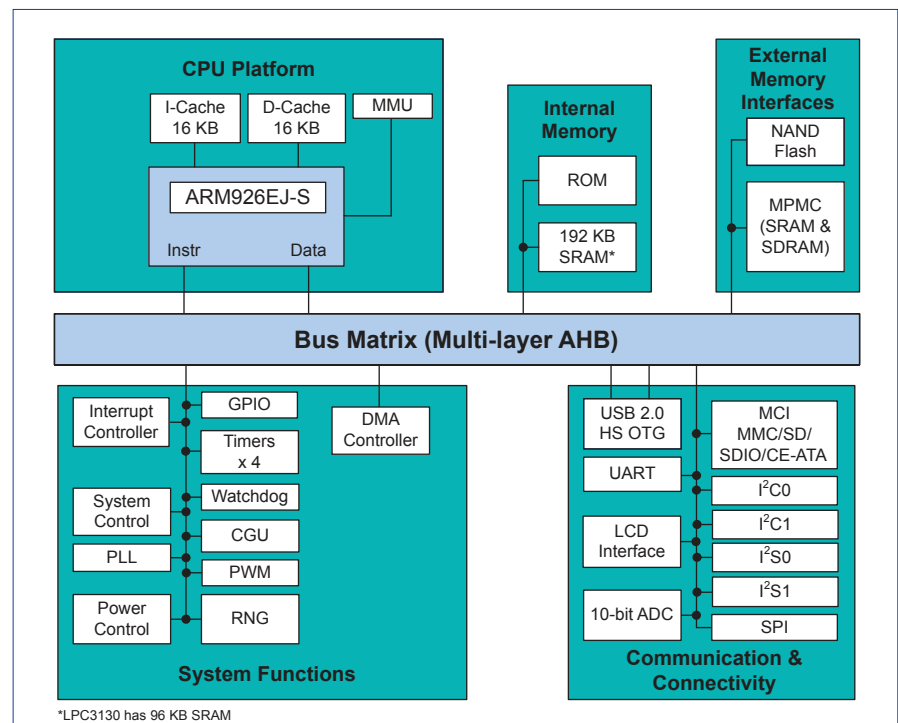 CPU Platform
I-Cache
16 KB
D-Cache
16 KB
MMU
ARM926EJ-S
Instr
Data
Internal
Memory
ROM
192 KB
SRAM*
External
Memory
Interfaces
NAND
Flash
MPMC
(SRAM &
SDRAM)
Bus Matrix (Multi-layer AHB)
Interrupt
Controller
GPIO
Timers
x 4
System
Control
Watchdog
CGU
PLL
PWM
Power
Control
RNG
DMA
Controller
System Functions
USB 2.0
HS OTG
UART
LCD
Interface
10-bit ADC
MCI
MMC/SD/
SDIO/CE-ATA
I²C0
I²C1
I²S0
I²S1
SPI
Communication &
Connectivity
*LPC3130 has 96 KB SRAM